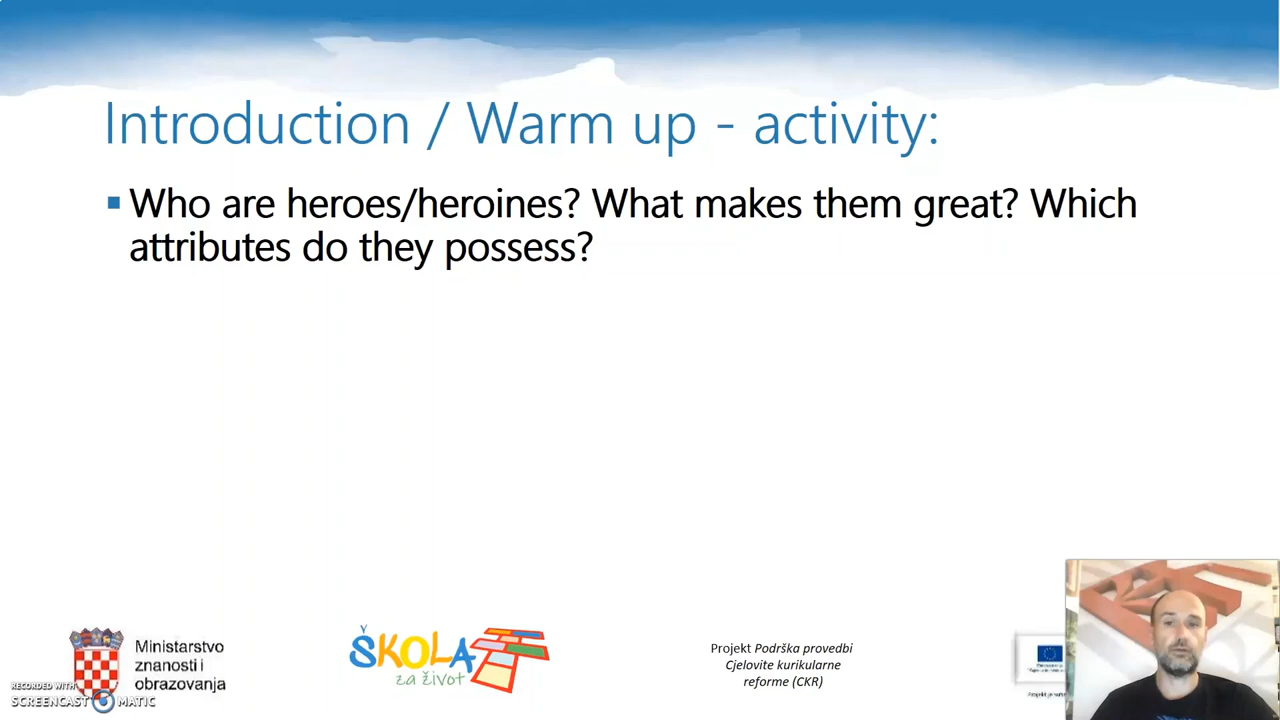 Introduction / Warm up - activity:
Who are heroes/heroines? What makes them great? Which
attributes do they possess?
Ministarstvo
znanosti i
obrazovanja
ŠKOLA
za život
Projekt Podrška provedbi
Cjelovite kurikularne
reforme (CKR)
RECORDED WITH
SCREENCAST MATIC